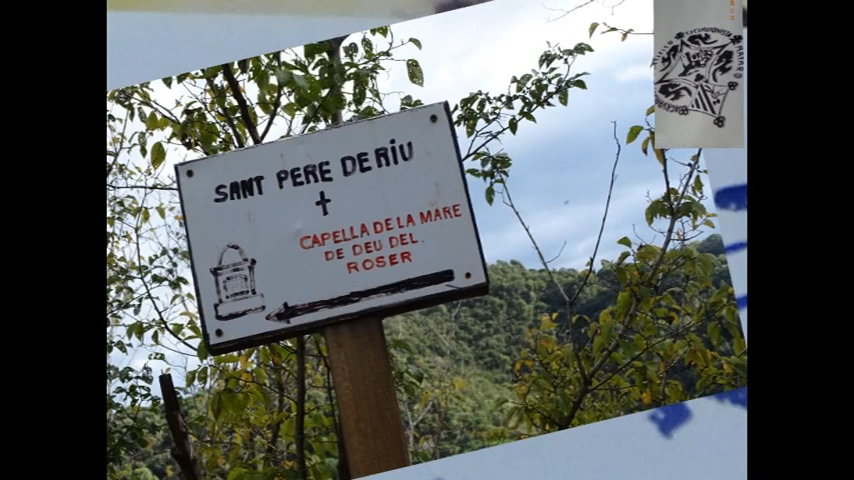 SANT PERE DE RIU
CAPELLA DE LA MARE
DE DEU DEL
ROSER